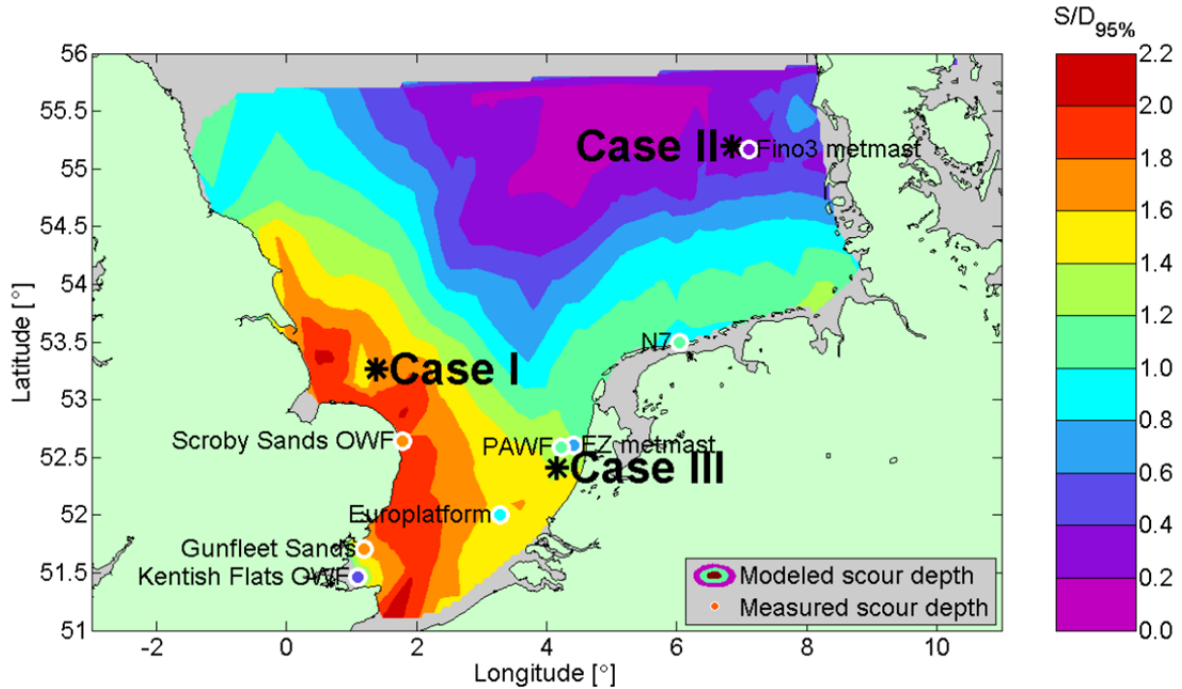 S/D95%
56
55.5
55
54.5
54
53.5
53
52.5
52
51.5
51
Latitude [°]
Case II
Fino3 metmast
N7
Case I
Scroby Sands OWF
PAWF
EZ metmast
Case III
Europlatform
Gunfleet Sands
Kentish Flats OWF
Modeled scour depth
Measured scour depth
-2
0
2
4
6
8
10
Longitude [°]
2.2
2.0
1.8
1.6
1.4
1.2
1.0
0.8
0.6
0.4
0.2
0.0